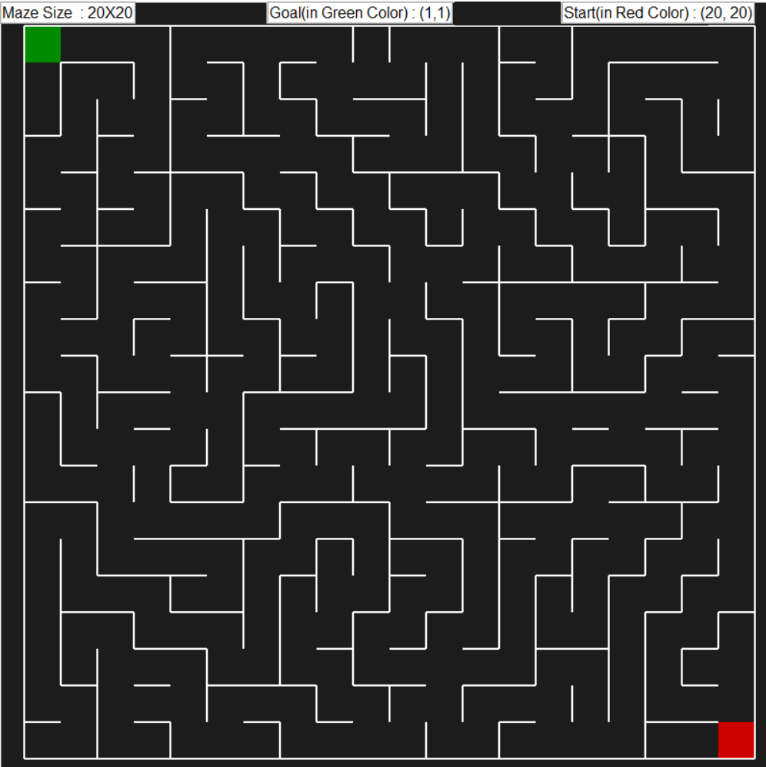 Maze Size  : 20X20 Goal(in Green Color) : (1,1) Start(in Red Color) : (20, 20)